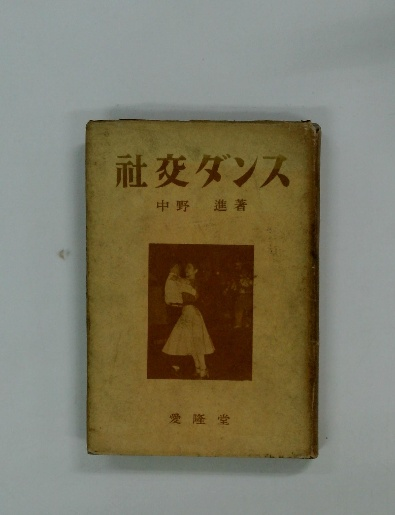 社交ダンス
中野 進著
愛隆堂